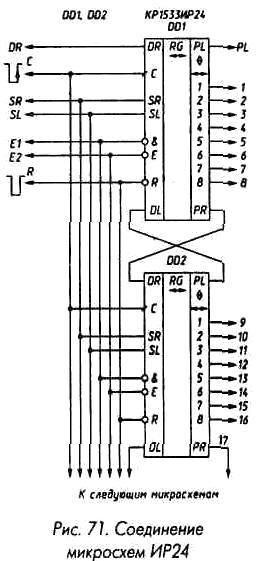 DD1, DD2 КР1533ИР24
DD1
DR DR RG PL PL
C C
1 1
SR SR 2 2
SL SL 3 3
4 4
E1 & 5 5
E2 E 6 6
7 7
R R 8 8
DL PR
DD2
DR RG PL
C
1 9
SR 2 10
SL 3 11
4 12
& 5 13
E 6 14
7 15
R 8 16
DL PR 17
К следующим микросхемам
Рис. 71. Соединение
микросхем ИР24